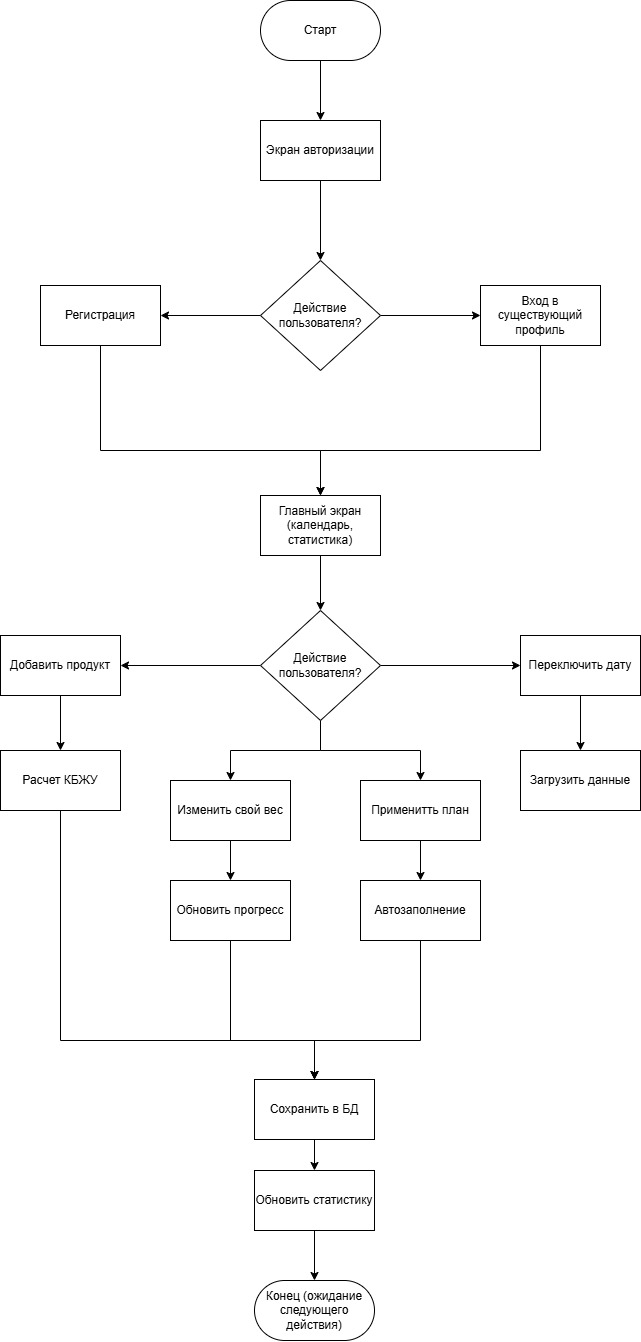 Старт
Экран авторизации
Действие
пользователя?
Регистрация
Вход в
существующий
профиль
Главный экран
(календарь,
статистика)
Действие
пользователя?
Добавить продукт
Переключить дату
Расчет КБЖУ
Загрузить данные
Изменить свой вес
Применитть план
Обновить прогресс
Автозаполнение
Сохранить в БД
Обновить статистику
Конец (ожидание
следующего
действия)